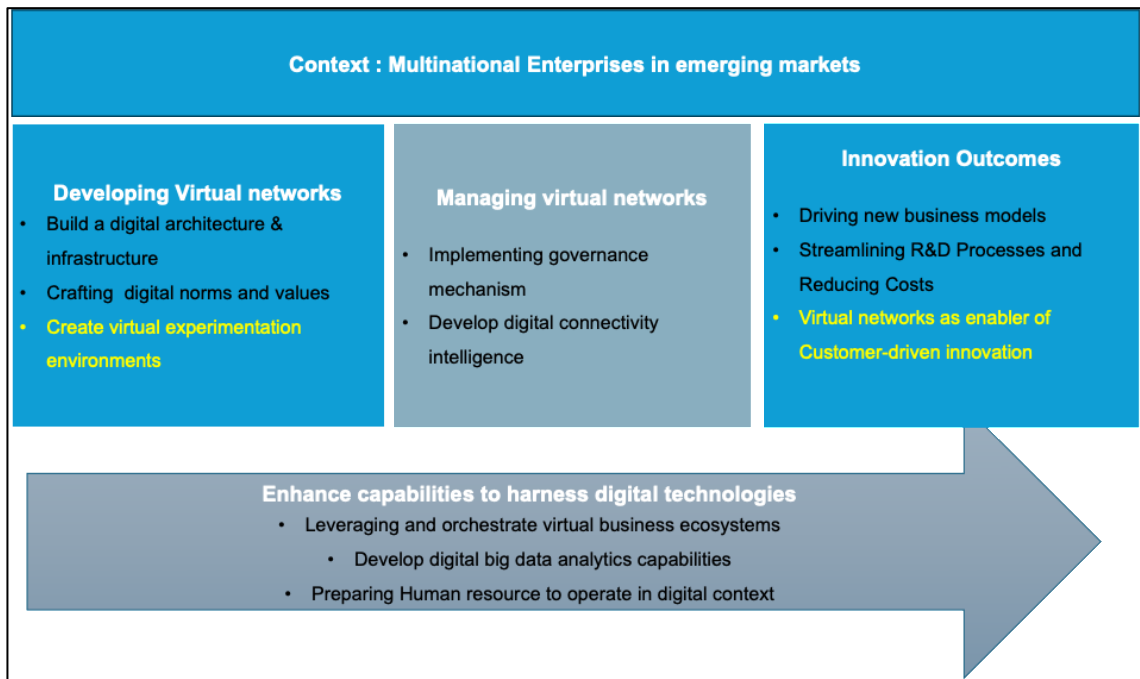 Context : Multinational Enterprises in emerging markets
Developing Virtual networks
• Build a digital architecture &
infrastructure
• Crafting digital norms and values
• Create virtual experimentation
environments
Managing virtual networks
• Implementing governance
mechanism
• Develop digital connectivity
intelligence
Innovation Outcomes
• Driving new business models
• Streamlining R&D Processes and
Reducing Costs
• Virtual networks as enabler of
Customer-driven innovation
Enhance capabilities to harness digital technologies
• Leveraging and orchestrate virtual business ecosystems
• Develop digital big data analytics capabilities
• Preparing Human resource to operate in digital context